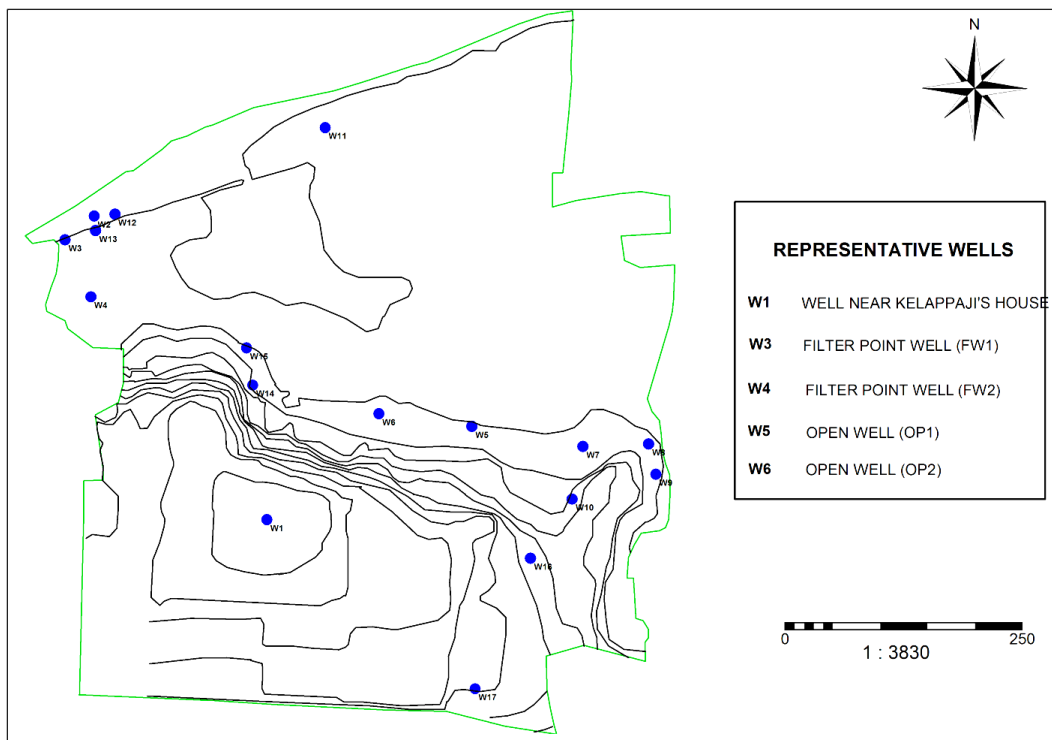 N
W11
W2
W12
W13
W3
W4
W15
W14
W6
W5
W7
W8
W9
W10
W1
W16
W17
REPRESENTATIVE WELLS
W1 WELL NEAR KELAPPAJI'S HOUSE
W3 FILTER POINT WELL (FW1)
W4 FILTER POINT WELL (FW2)
W5 OPEN WELL (OP1)
W6 OPEN WELL (OP2)
0 250
1 : 3830